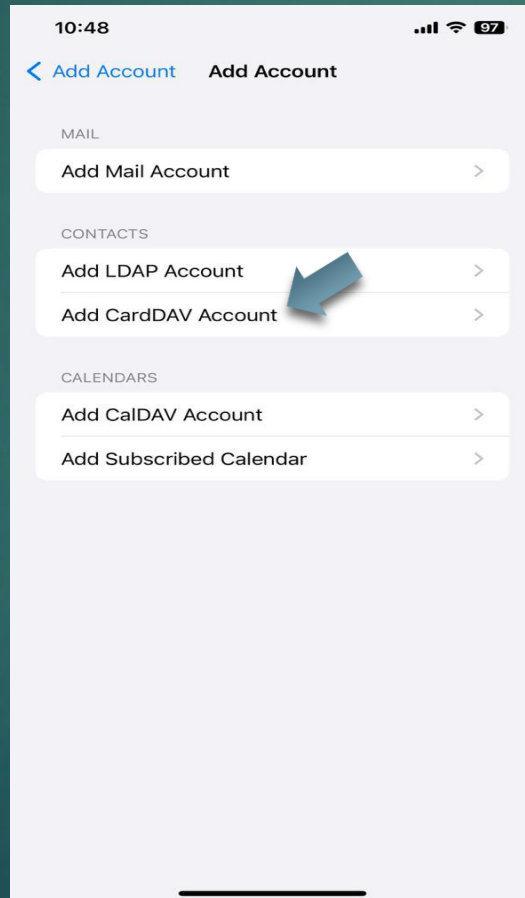 10:48 97
Add Account Add Account
MAIL
Add Mail Account
CONTACTS
Add LDAP Account
Add CardDAV Account
CALENDARS
Add CalDAV Account
Add Subscribed Calendar